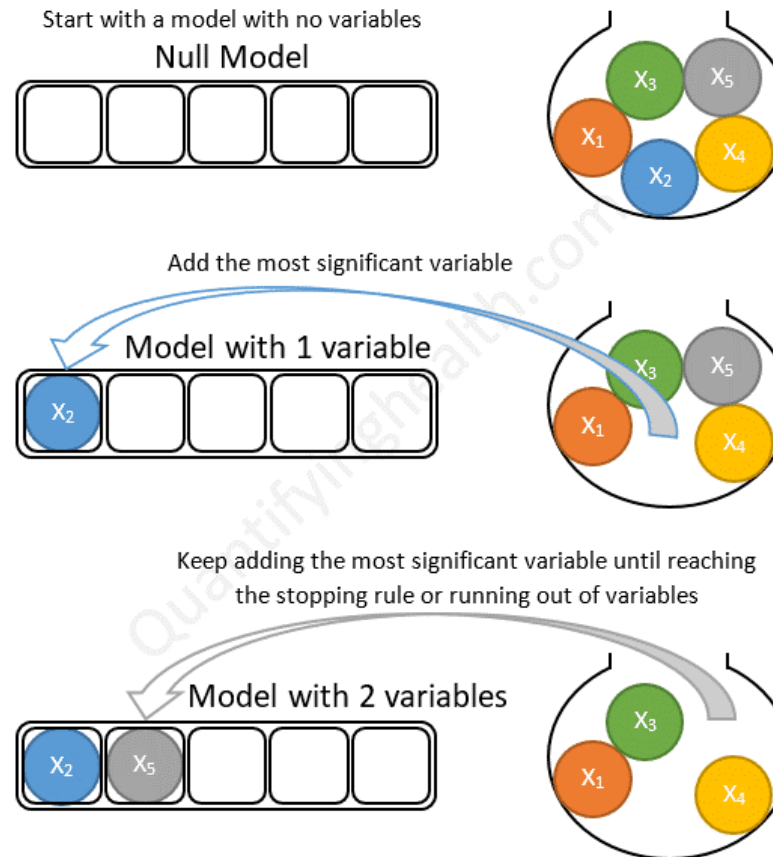 Start with a model with no variables
Null Model
X₃ X₅
X₁ X₄
X₂
Add the most significant variable
Model with 1 variable
X₂
X₃ X₅
X₁ X₄
Keep adding the most significant variable until reaching
the stopping rule or running out of variables
Model with 2 variables
X₂ X₅
X₃
X₁ X₄
Quantifyinghealth.com